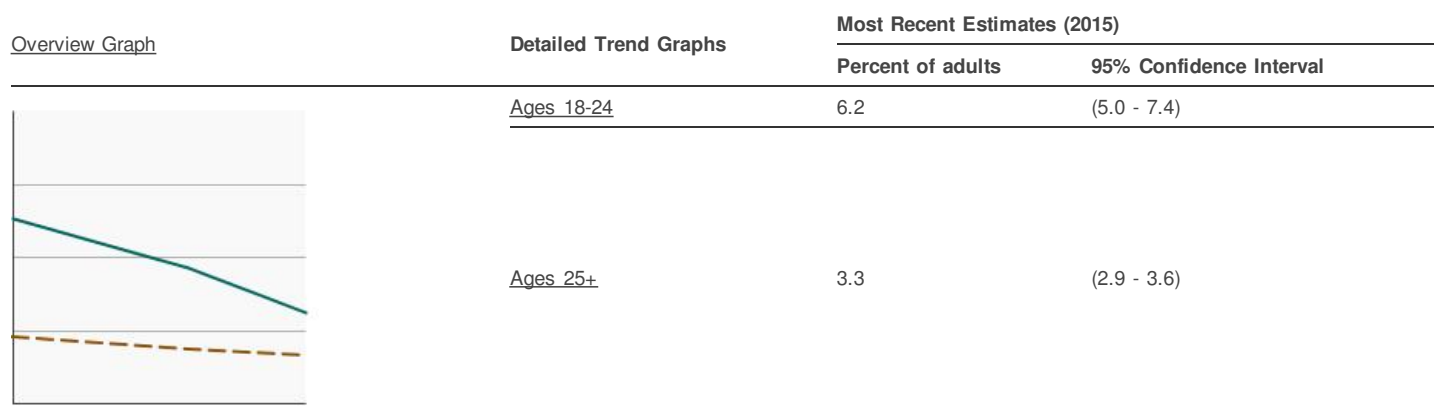 Overview Graph
Detailed Trend Graphs
Most Recent Estimates (2015)
Percent of adults
95% Confidence Interval
Ages 18-24
6.2
(5.0 - 7.4)
Ages 25+
3.3
(2.9 - 3.6)